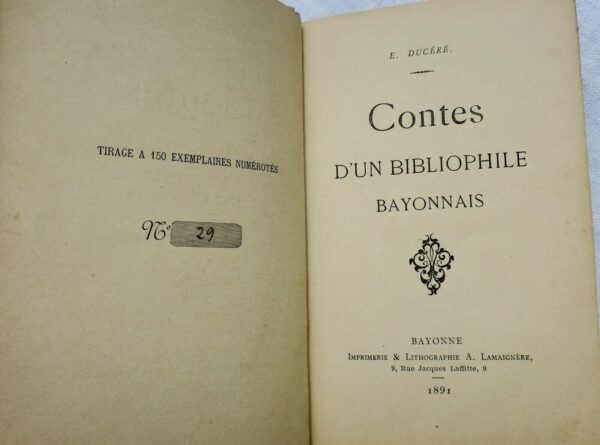 TIRAGE A 150 EXEMPLAIRES NUMÉROTÉS
No 29
E. DUCÉRÉ.
Contes
D'UN BIBLIOPHILE
BAYONNAIS
BAYONNE
Imprimerie & Lithographie A. Lamaignère,
9, Rue Jacques Laffitte, 9
1891